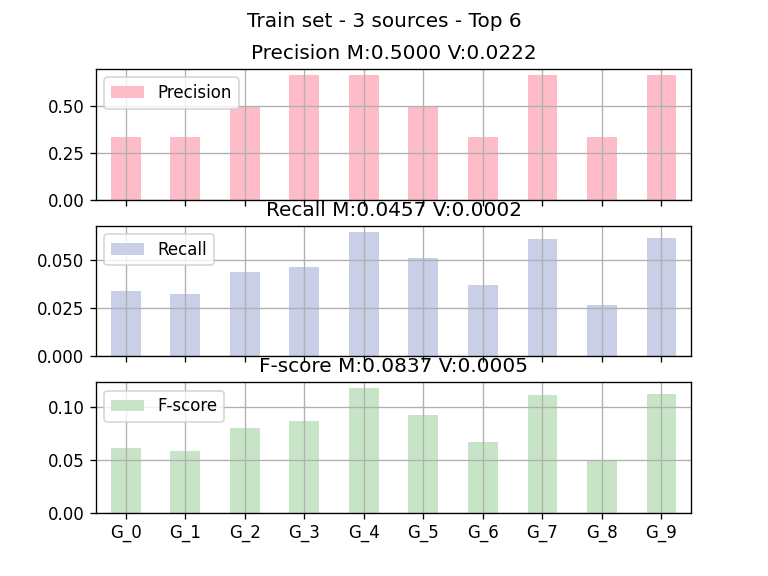 Train set - 3 sources - Top 6
Precision M:0.5000 V:0.0222
Precision
0.50
0.25
0.00
Recall M:0.0457 V:0.0002
Recall
0.050
0.025
0.000
F-score M:0.0837 V:0.0005
F-score
0.10
0.05
0.00
G_0 G_1 G_2 G_3 G_4 G_5 G_6 G_7 G_8 G_9